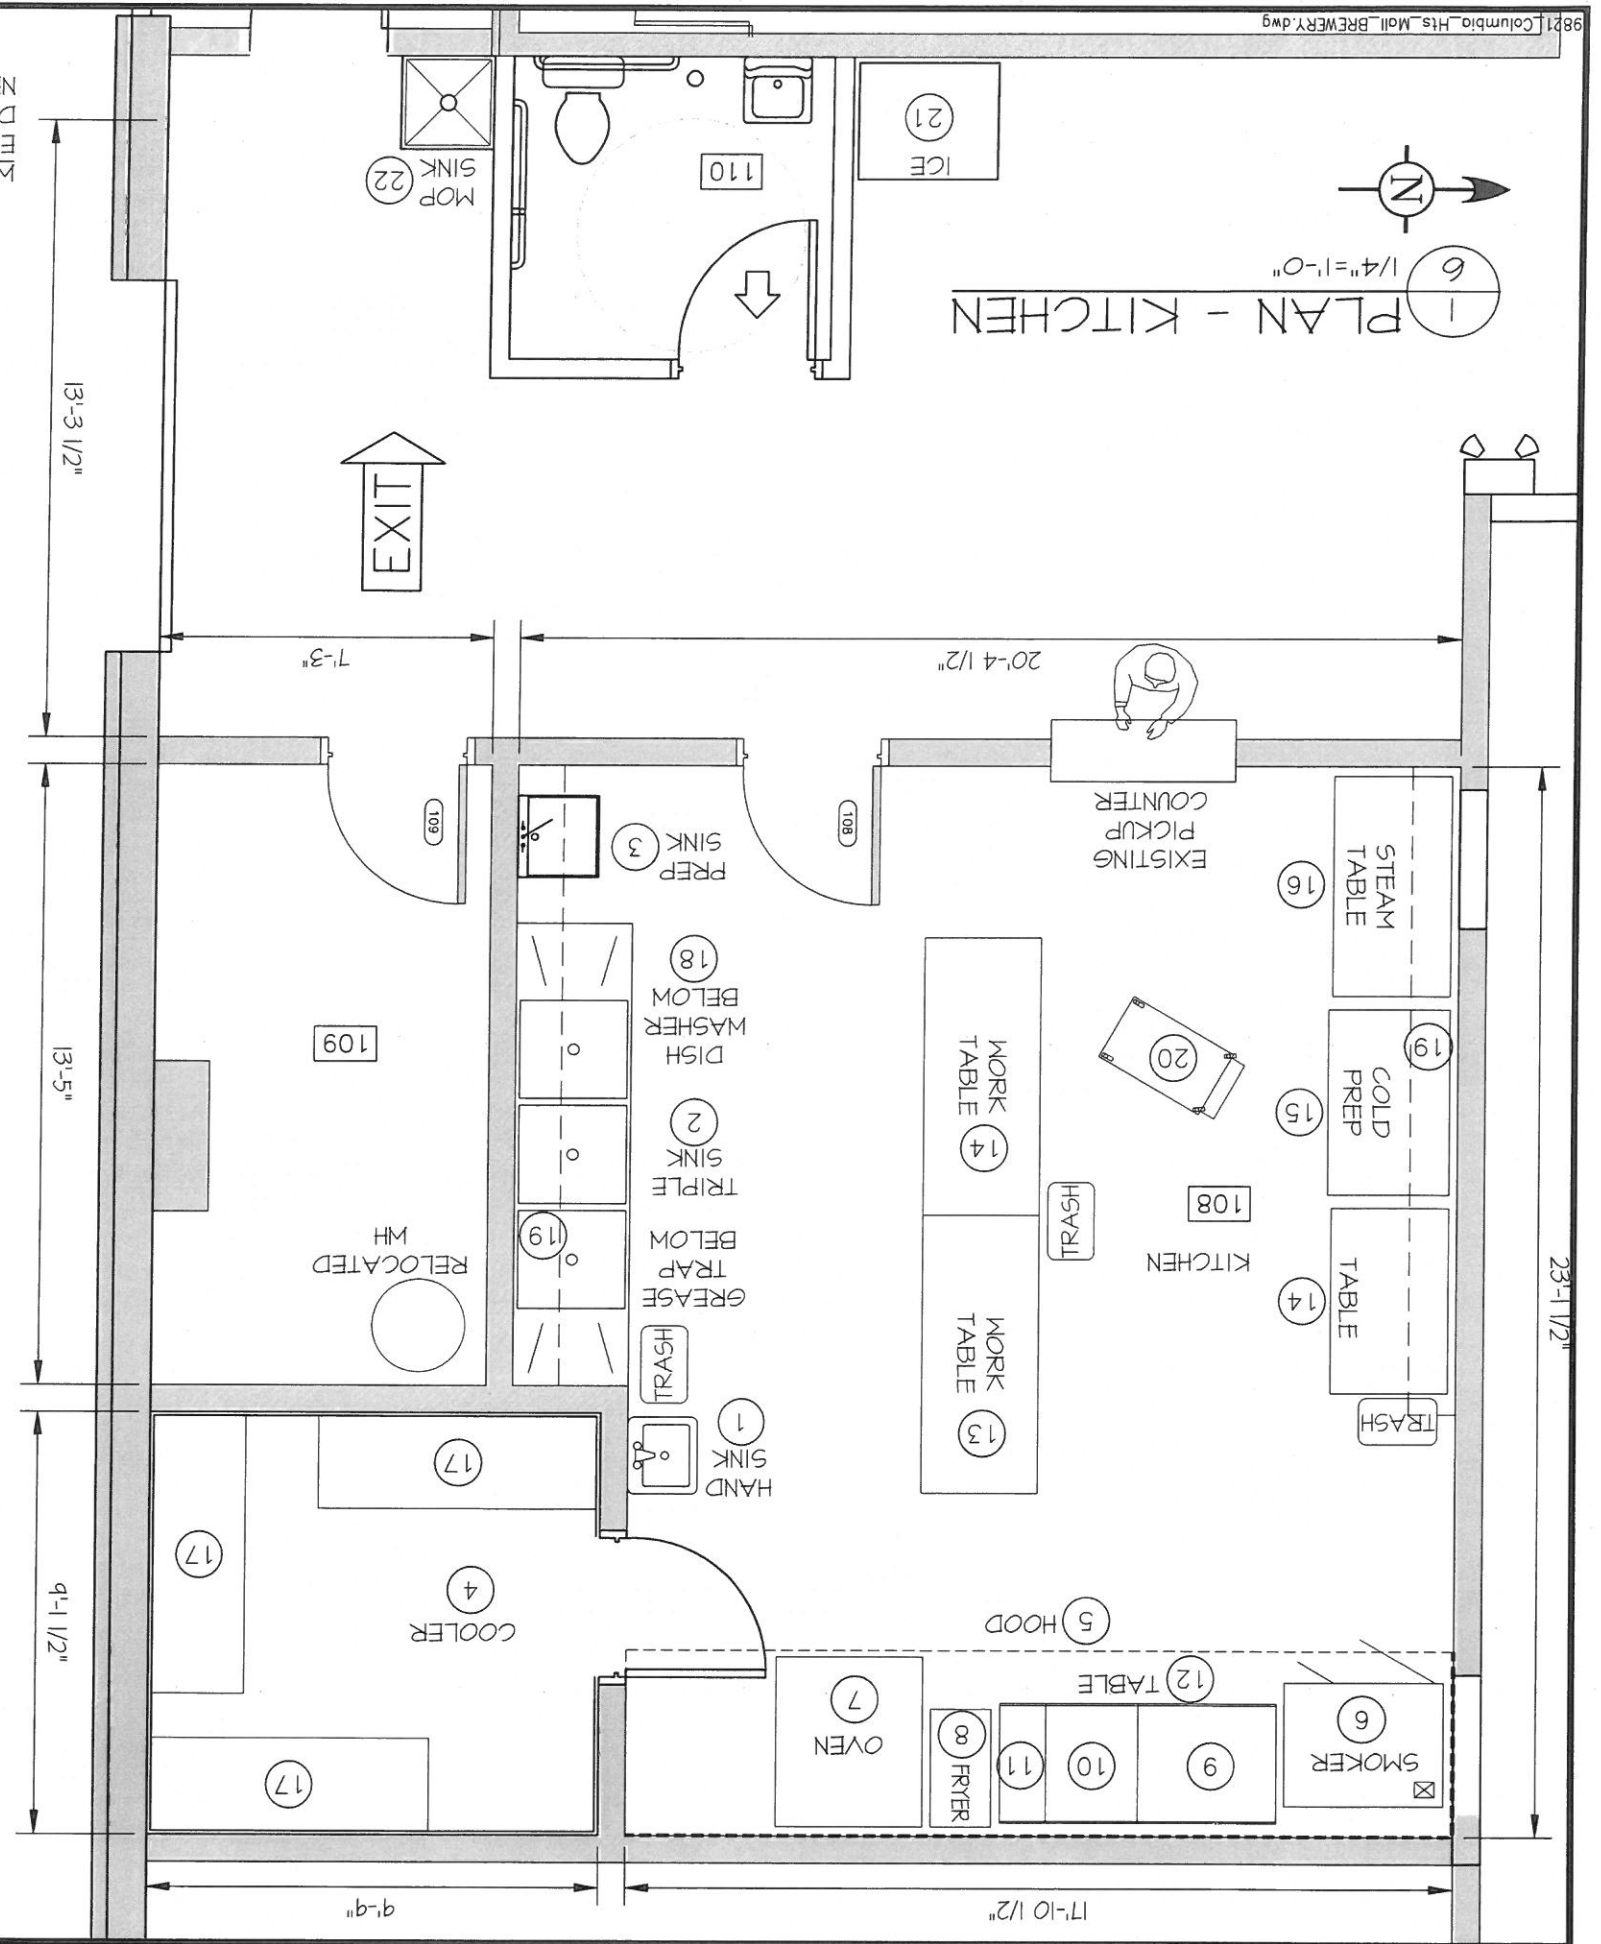 17'-10 1/2"
9'-9"
SMOKER
6
9
10
11
FRYER
8
OVEN
7
17
12 TABLE
5 HOOD
COOLER
4
17
17
9'-1 1/2"
HAND
SINK
1
TRASH
13
WORK
TABLE
TRASH
TABLE
14
23'-1 1/2"
GREASE
TRAP
BELOW
19
RELOCATED
WH
KITCHEN
108
TRASH
TRIPLE
SINK
2
14
WORK
TABLE
COLD
PREP
15
19
20
DISH
WASHER
BELOW
18
109
13'-5"
STEAM
TABLE
16
EXISTING
PICKUP
COUNTER
108
PREP
SINK
3
109
20'-4 1/2"
7'-3"
EXIT
13'-3 1/2"
1
6
PLAN - KITCHEN
1/4"=1'-0"
N
ICE
21
110
MOP
SINK
22
9821_Columbia_Hts_Mall_BREWERY.dwg